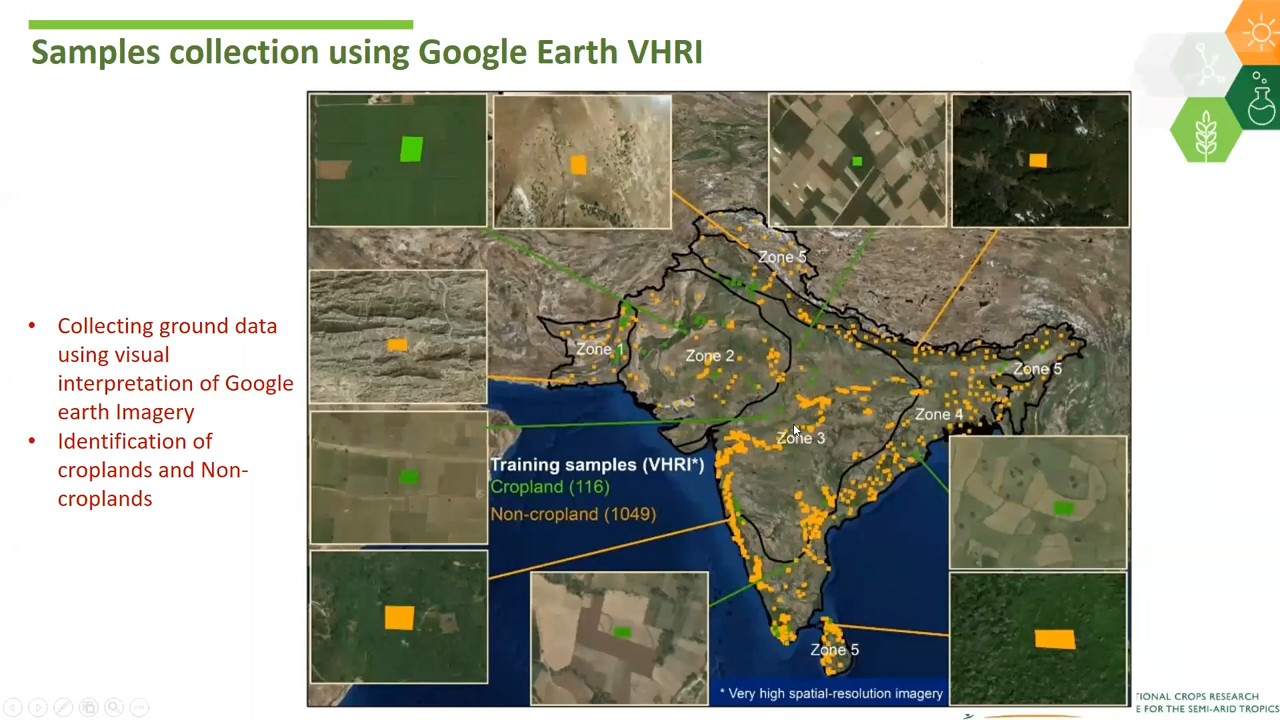 Samples collection using Google Earth VHRI
• Collecting ground data
using visual
interpretation of Google
earth Imagery
• Identification of
croplands and Non-
croplands
Zone 5
Zone 1
Zone 2
Zone 5
Zone 4
Zone 3
Training samples (VHRI*)
Cropland (116)
Non-cropland (1049)
Zone 5
* Very high spatial-resolution imagery
TIONAL CROPS RESEARCH
E FOR THE SEMI-ARID TROPICS